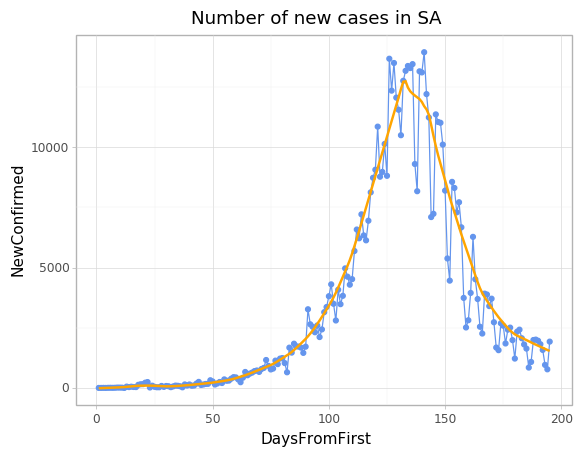 Number of new cases in SA
NewConfirmed
10000
5000
0
0 50 100 150 200
DaysFromFirst